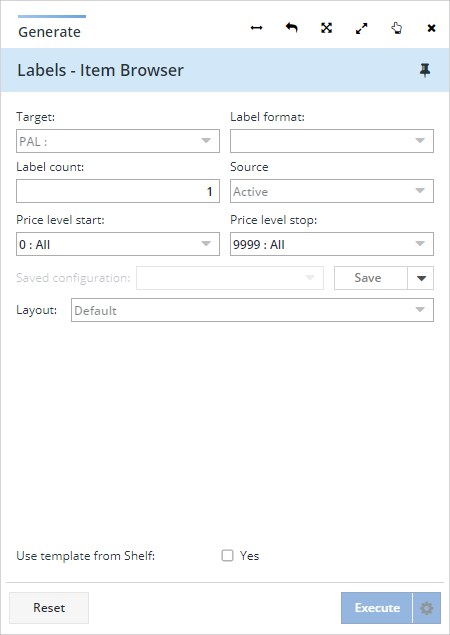 Generate
Labels - Item Browser
Target: Label format:
PAL :
Label count: Source
1 Active
Price level start: Price level stop:
0 : All 9999 : All
Saved configuration: Save
Layout: Default
Use template from Shelf: Yes
Reset Execute